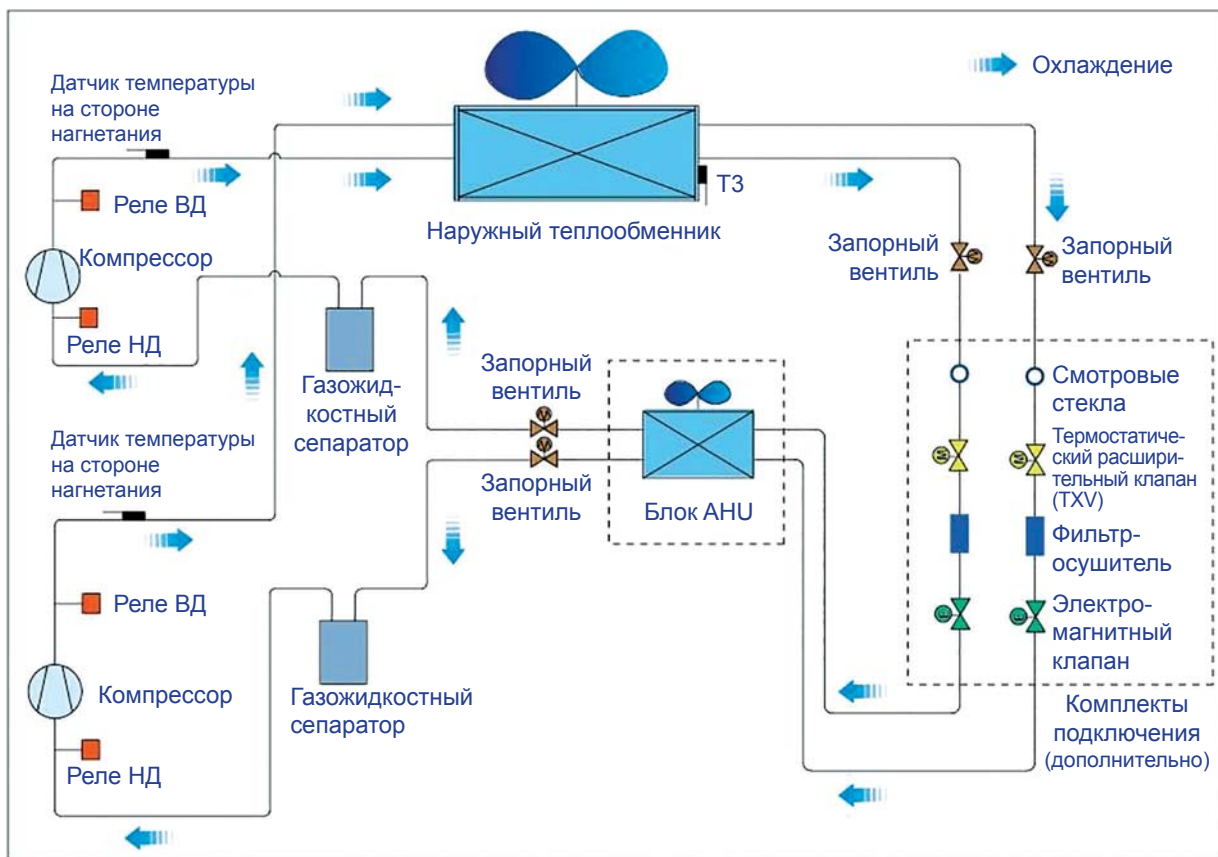 Датчик температуры
на стороне
нагнетания
Охлаждение
Реле ВД
T3
Наружный теплообменник
Компрессор
Запорный
вентиль
Запорный
вентиль
Реле НД
Газожид-
костный
сепаратор
Запорный
вентиль
Смотровые
стекла
Датчик температуры
на стороне
нагнетания
Запорный
вентиль
Блок AHU
Термостатиче-
ский расшири-
тельный клапан
(TXV)
Фильтр-
осушитель
Реле ВД
Электро-
магнитный
клапан
Компрессор
Газожидкостный
сепаратор
Комплекты
подключения
(дополнительно)
Реле НД